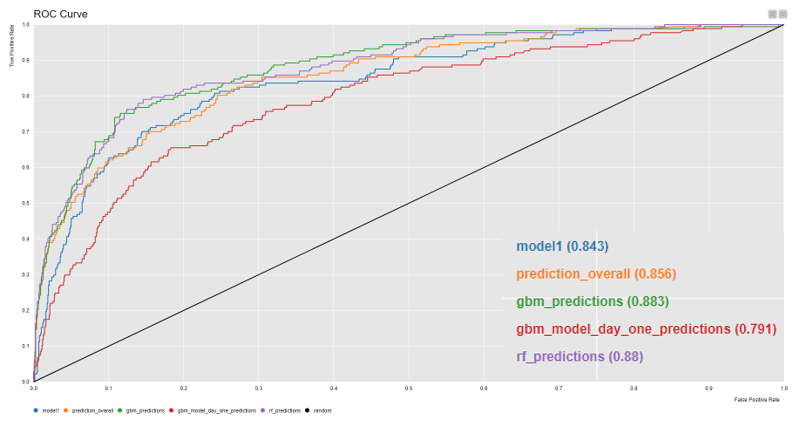 ROC Curve
True Positive Rate
1.0
0.9
0.8
0.7
0.6
0.5
0.4
0.3
0.2
0.1
0.0
model1 (0.843)
prediction_overall (0.856)
gbm_predictions (0.883)
gbm_model_day_one_predictions (0.791)
rf_predictions (0.88)
0.0 0.1 0.2 0.3 0.4 0.5 0.6 0.7 0.8 0.9 1.0
False Positive Rate
model1 prediction_overall gbm_predictions gbm_model_day_one_predictions rf_predictions random